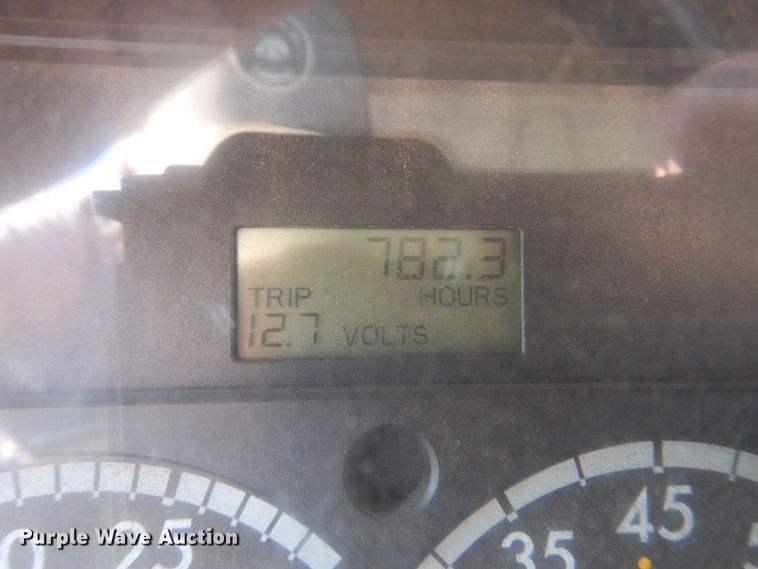 782.3
TRIP HOURS
12.7 VOLTS
25
35
45
Purple Wave Auction